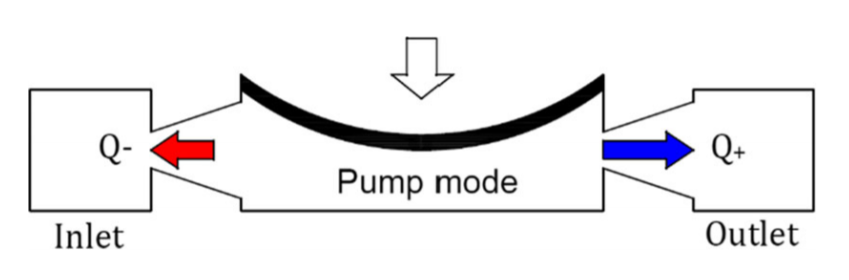 Q-
Q+
Pump mode
Inlet
Outlet